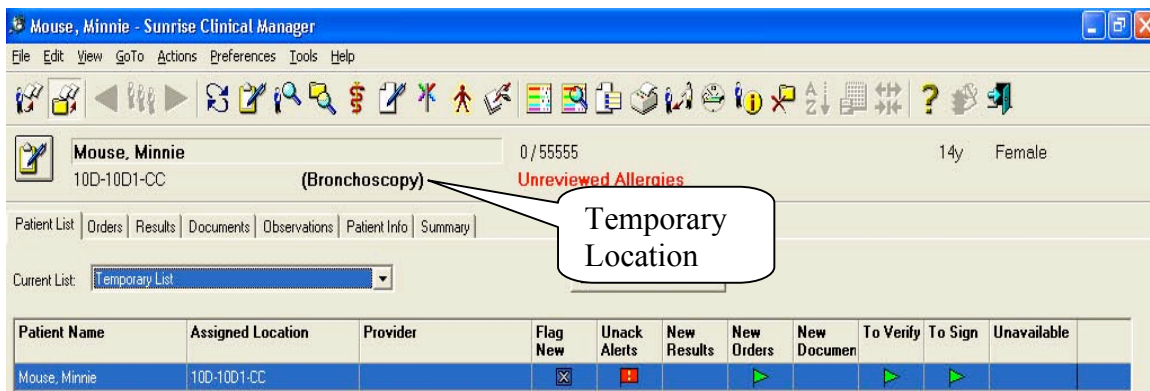 Mouse, Minnie - Sunrise Clinical Manager
File Edit View GoTo Actions Preferences Tools Help
Mouse, Minnie 0 / 55555 14y Female
10D-10D1-CC (Bronchoscopy) Unreviewed Allergies
Temporary
Location
Patient List Orders Results Documents Observations Patient Info Summary
Current List: Temporary List
Patient Name Assigned Location Provider Flag New Unack Alerts New Results New Orders New Documen To Verify To Sign Unavailable
Mouse, Minnie 10D-10D1-CC